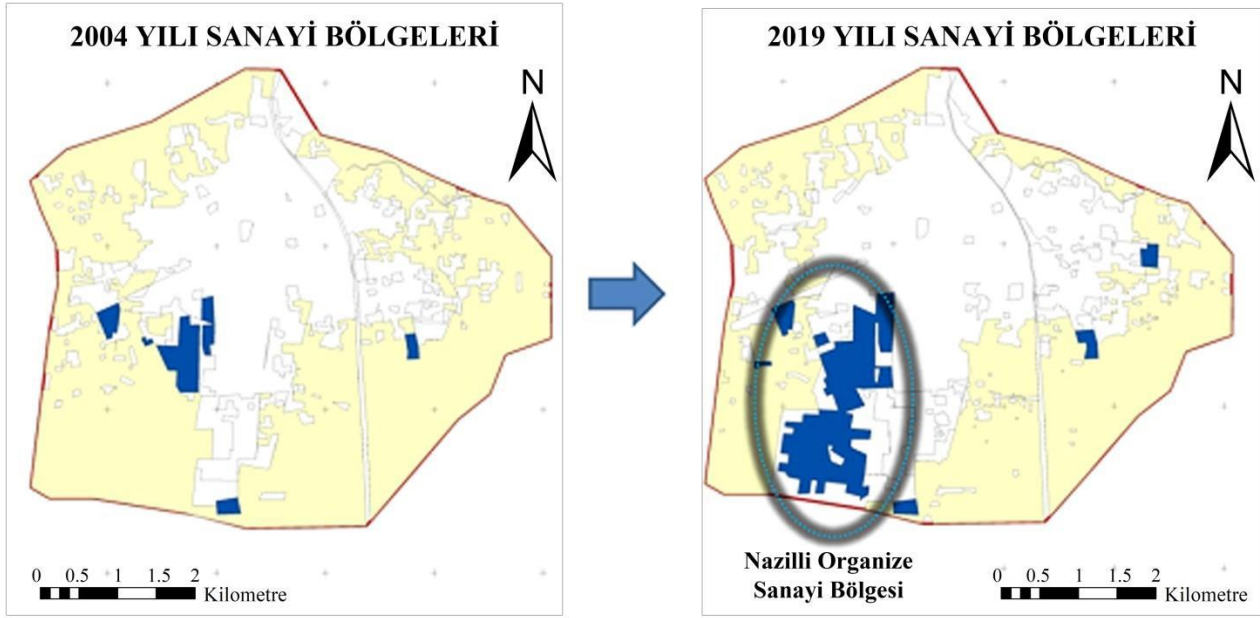 2004 YILI SANAYİ BÖLGELERİ
N
0 0.5 1 1.5 2
Kilometre
2019 YILI SANAYİ BÖLGELERİ
N
Nazilli Organize
Sanayi Bölgesi
0 0.5 1 1.5 2
Kilometre